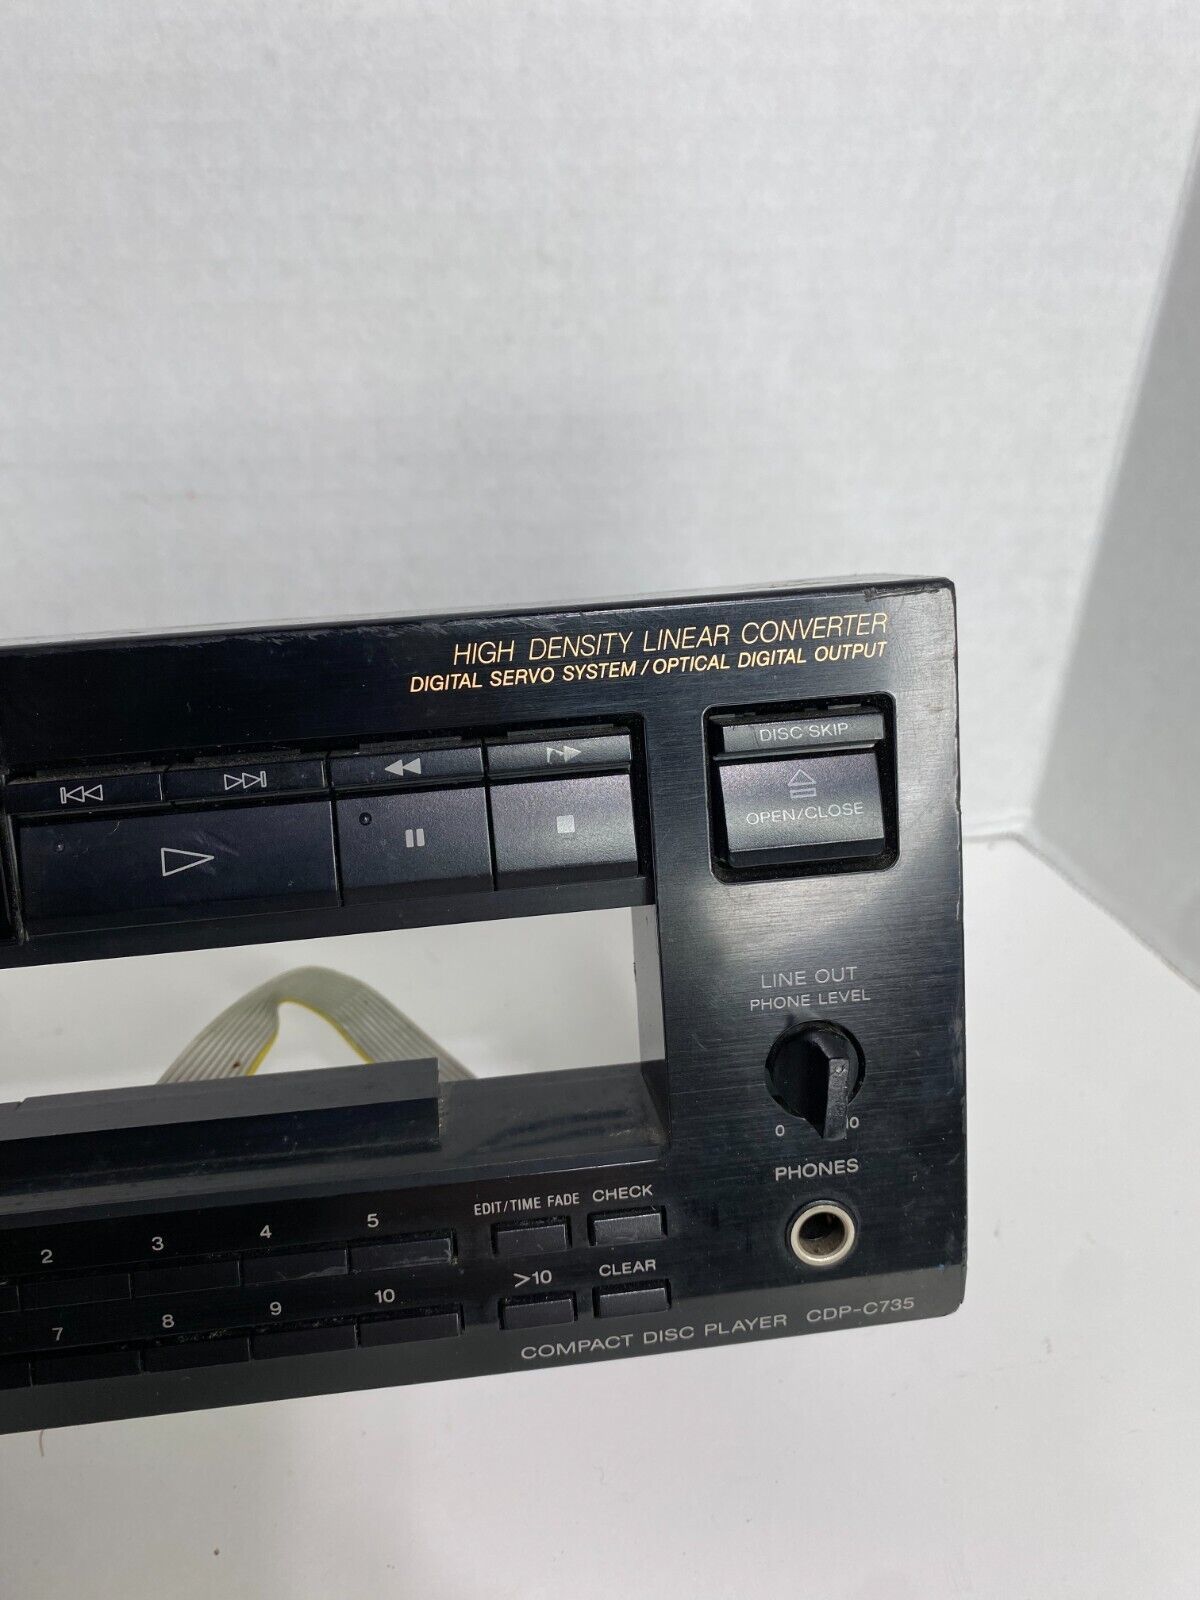 HIGH DENSITY LINEAR CONVERTER
DIGITAL SERVO SYSTEM / OPTICAL DIGITAL OUTPUT
DISC SKIP
OPEN/CLOSE
LINE OUT
PHONE LEVEL
0 10
PHONES
EDIT/TIME FADE CHECK
2 3 4 5
>10 CLEAR
7 8 9 10
COMPACT DISC PLAYER CDP-C735